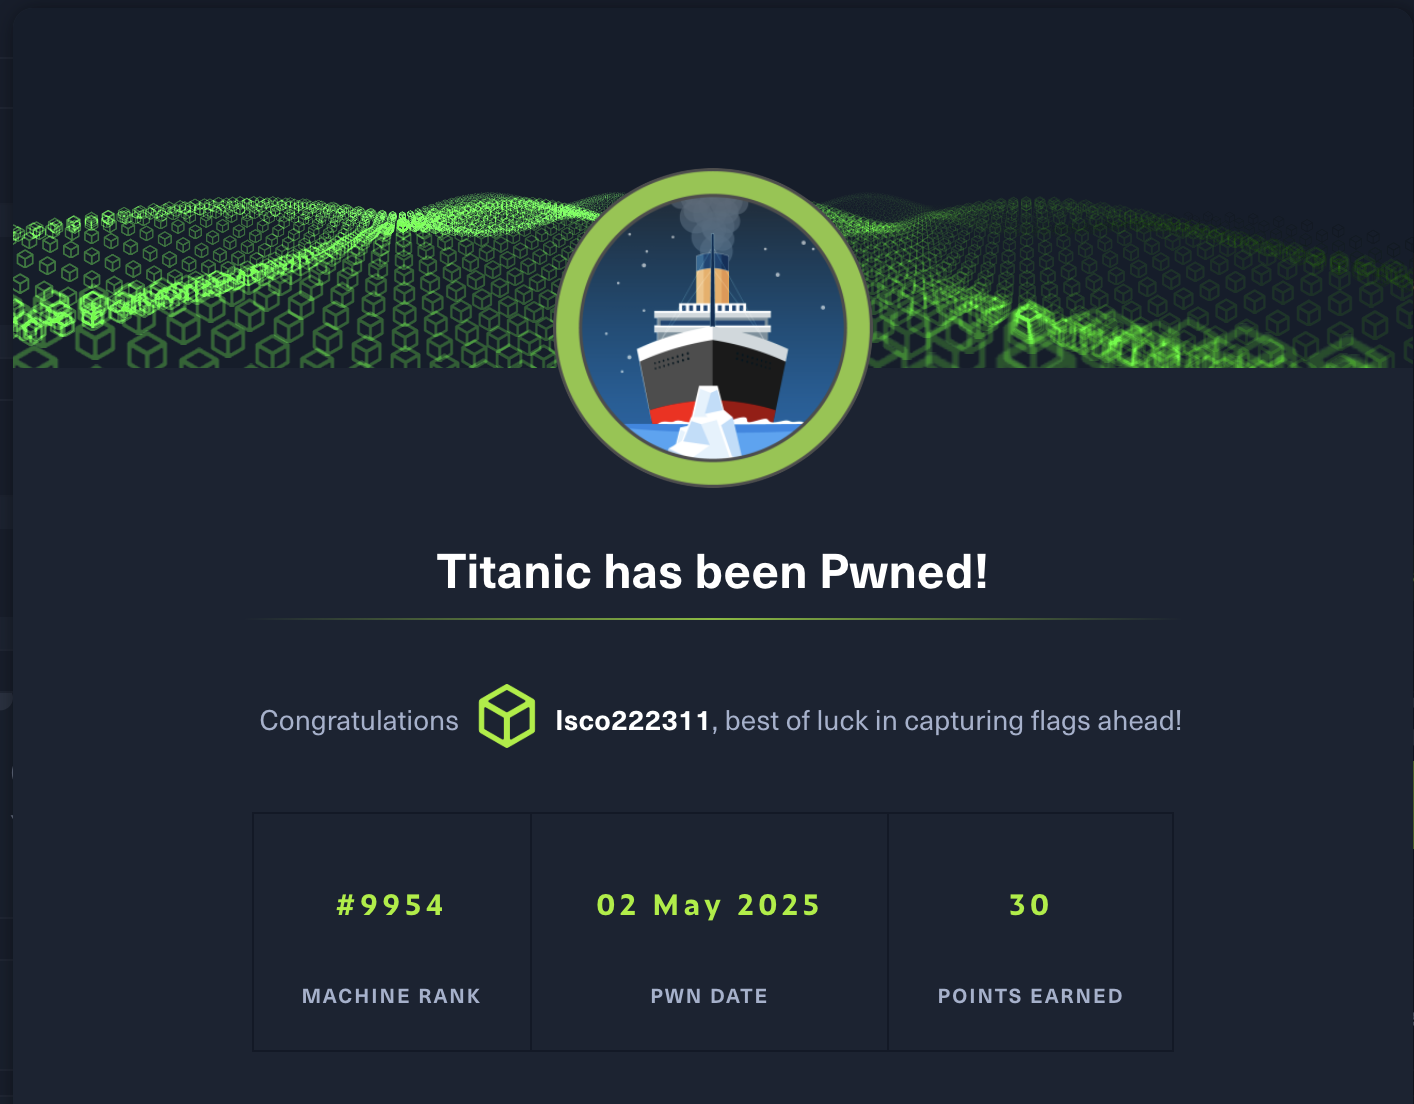 Titanic has been Pwned!
Congratulations lsco222311, best of luck in capturing flags ahead!
#9954
MACHINE RANK
02 May 2025
PWN DATE
30
POINTS EARNED